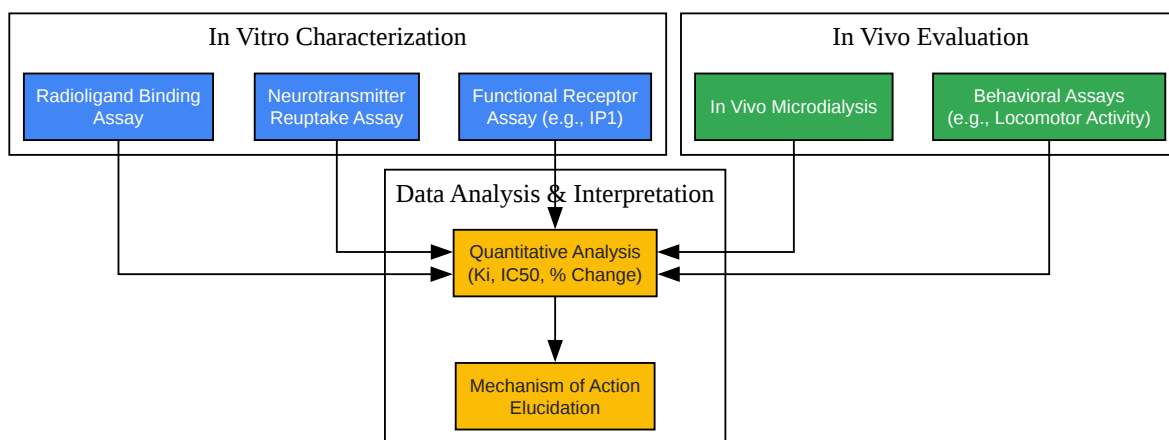 In Vitro Characterization
In Vivo Evaluation
Radioligand Binding
Assay
Neurotransmitter
Reuptake Assay
Functional Receptor
Assay (e.g., IP1)
In Vivo Microdialysis
Behavioral Assays
(e.g., Locomotor Activity)
Data Analysis & Interpretation
Quantitative Analysis
(Ki, IC50, % Change)
Mechanism of Action
Elucidation